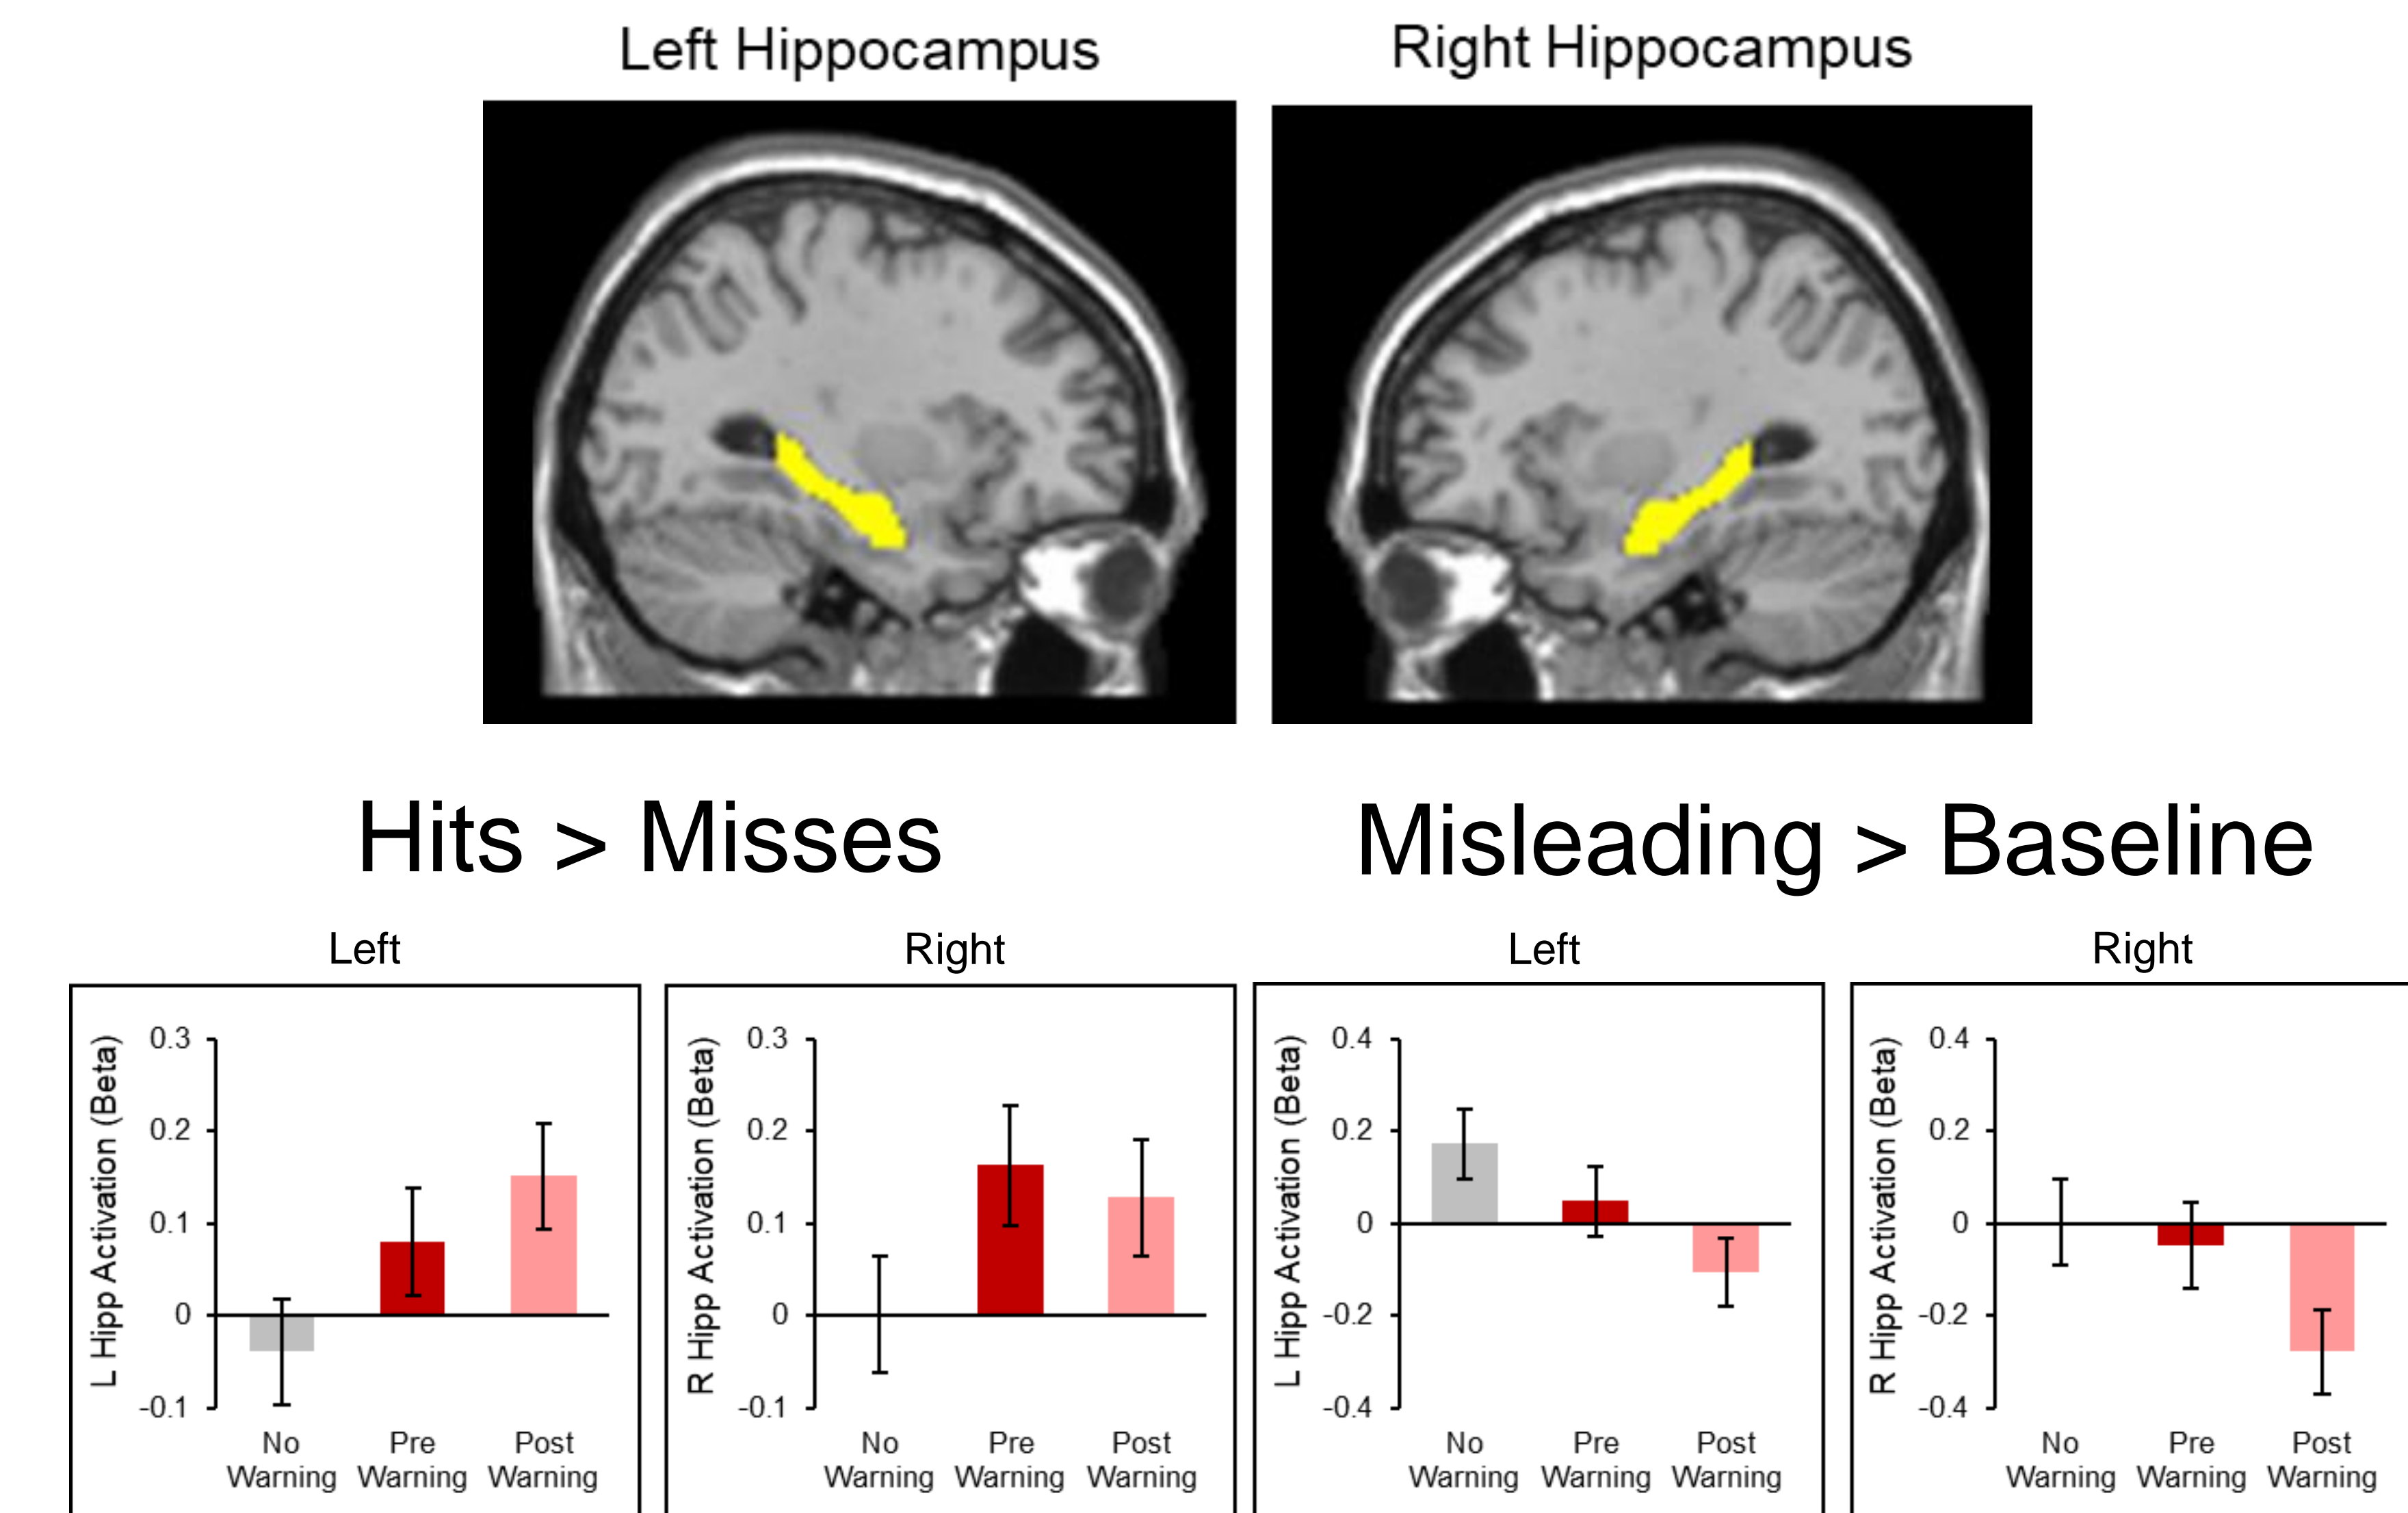 Left Hippocampus
Right Hippocampus
Hits > Misses
Misleading > Baseline
Left
L Hipp Activation (Beta)
0.3
0.2
0.1
0
-0.1
No Warning
Pre Warning
Post Warning
Right
R Hipp Activation (Beta)
0.3
0.2
0.1
0
-0.1
No Warning
Pre Warning
Post Warning
Left
L Hipp Activation (Beta)
0.4
0.2
0
-0.2
-0.4
No Warning
Pre Warning
Post Warning
Right
R Hipp Activation (Beta)
0.4
0.2
0
-0.2
-0.4
No Warning
Pre Warning
Post Warning